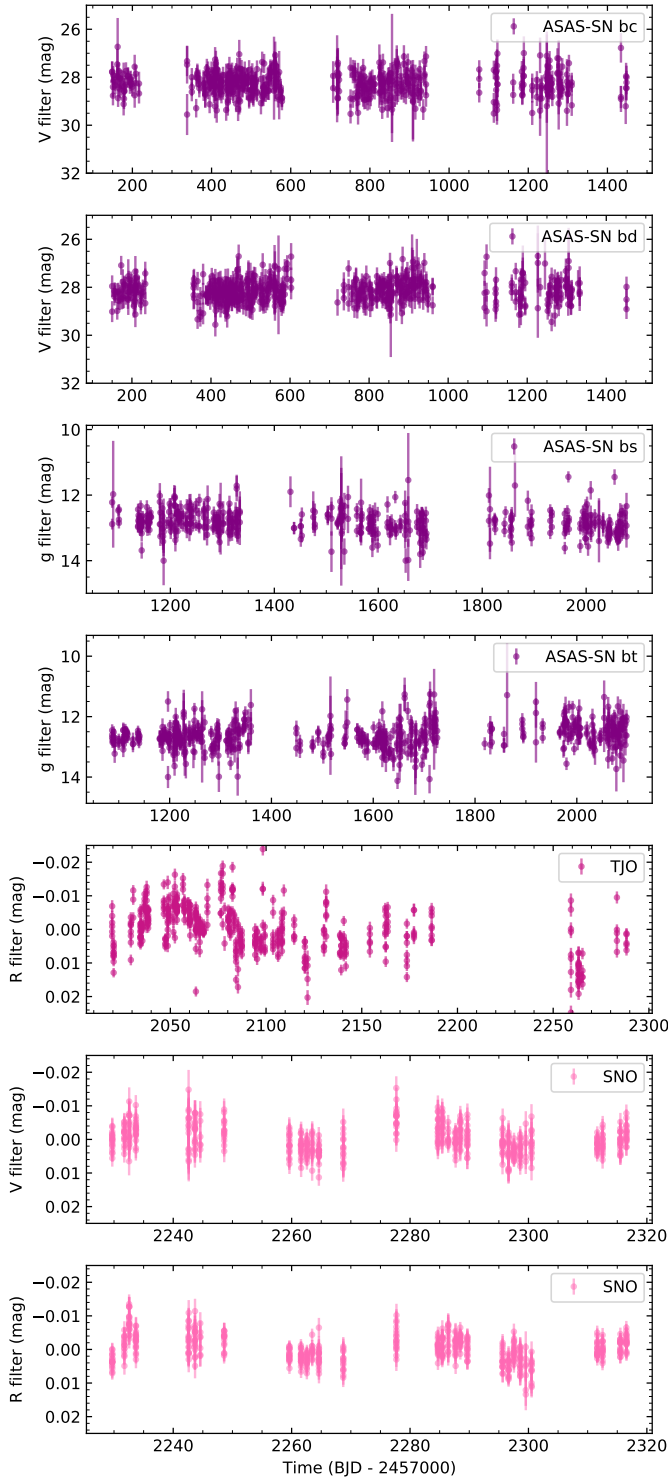 26
28
30
32
V filter (mag)
ASAS-SN bc
200 400 600 800 1000 1200 1400
26
28
30
32
V filter (mag)
ASAS-SN bd
200 400 600 800 1000 1200 1400
10
12
14
g filter (mag)
ASAS-SN bs
1200 1400 1600 1800 2000
10
12
14
g filter (mag)
ASAS-SN bt
1200 1400 1600 1800 2000
−0.02
−0.01
0.00
0.01
0.02
R filter (mag)
TJO
2050 2100 2150 2200 2250 2300
−0.02
−0.01
0.00
0.01
0.02
V filter (mag)
SNO
2240 2260 2280 2300 2320
−0.02
−0.01
0.00
0.01
0.02
R filter (mag)
SNO
2240 2260 2280 2300 2320
Time (BJD - 2457000)